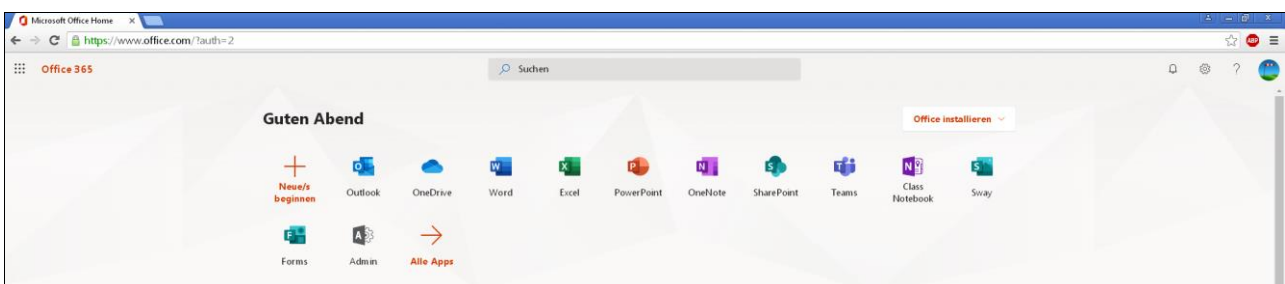 Microsoft Office Home
https://www.office.com/?auth=2
ABP
Office 365
Suchen
?
Guten Abend
Office installieren
Neue/s beginnen
Outlook
OneDrive
Word
Excel
PowerPoint
OneNote
SharePoint
Teams
Class Notebook
Sway
Forms
Admin
Alle Apps